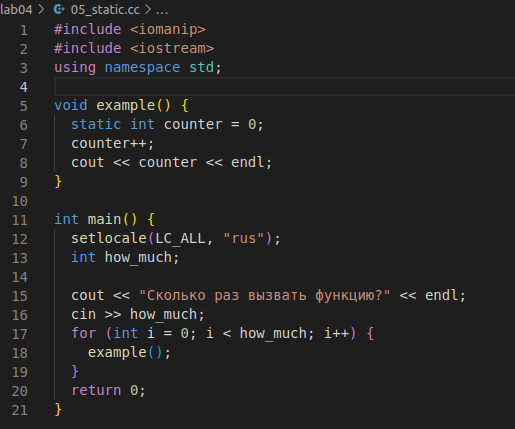 lab04 > 05_static.cc > ...
1 #include <iomanip>
2 #include <iostream>
3 using namespace std;
4
5 void example() {
6   static int counter = 0;
7   counter++;
8   cout << counter << endl;
9 }
10
11 int main() {
12   setlocale(LC_ALL, "rus");
13   int how_much;
14
15   cout << "Сколько раз вызвать функцию?" << endl;
16   cin >> how_much;
17   for (int i = 0; i < how_much; i++) {
18     example();
19   }
20   return 0;
21 }